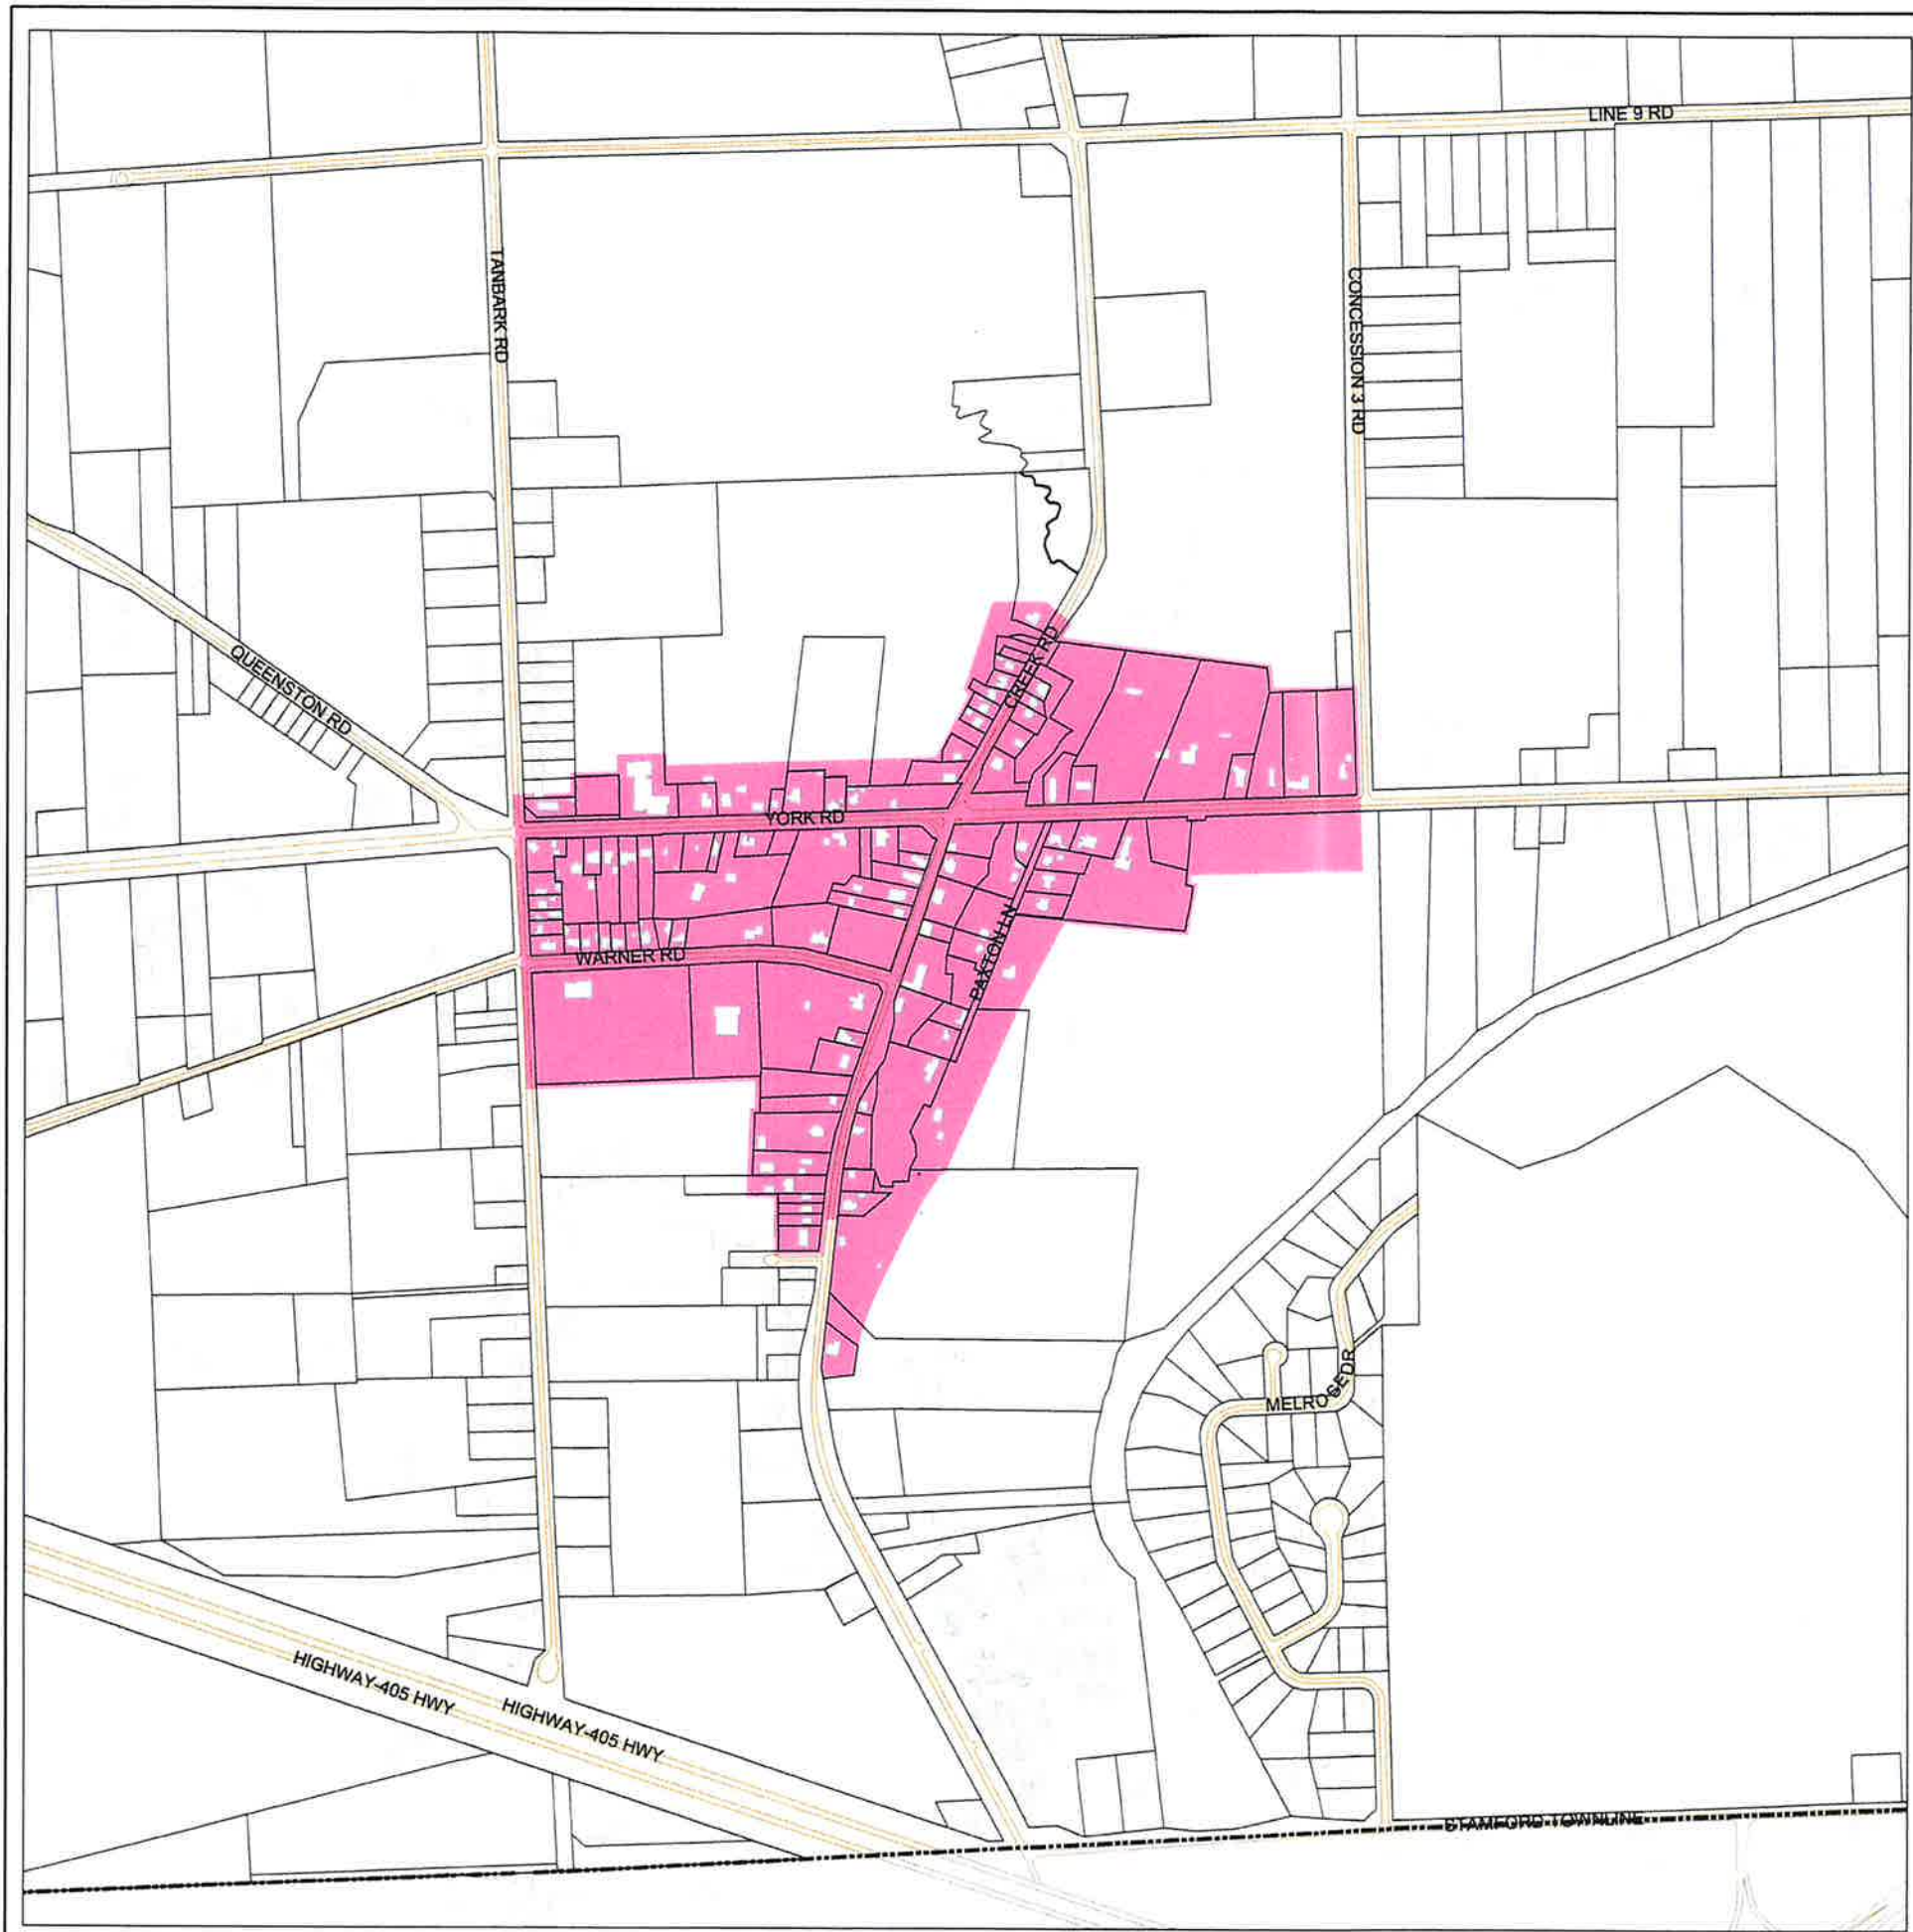 LINE 9 RD
TANBARK RD
CONCESSION 3 RD
QUEENSTON RD
CREEK RD
YORK RD
PAXTON LN
WARNER RD
MELROSE DR
HIGHWAY-405 HWY
HIGHWAY-405 HWY
STAMFORD TOWNLINE